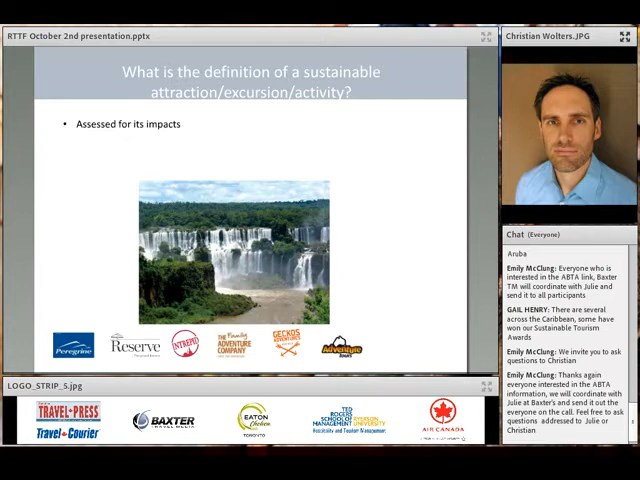 RTTF October 2nd presentation.pptx
What is the definition of a sustainable
attraction/excursion/activity?
• Assessed for its impacts
Peregrine
Reserve
INTREPID
THE Family
ADVENTURE
COMPANY
GECKOS
ADVENTURES
Adventure
Tours
LOGO_STRIP_5.jpg
TRAVEL PRESS
Travel Courier
BAXTER
TRAVEL MEDIA
EATON
Chelsea
TORONTO
TED
ROGERS
SCHOOL OF
MANAGEMENT
RYERSON
UNIVERSITY
Hospitality and Tourism Management
AIR CANADA
Christian Wolters.JPG
Chat (Everyone)
Aruba
Emily McClung: Everyone who is
interested in the ABTA link, Baxter
TM will coordinate with Julie and
send it to all participants
GAIL HENRY: There are several
across the Caribbean, some have
won our Sustainable Tourism
Awards
Emily McClung: We invite you to ask
questions to Christian
Emily McClung: Thanks again
everyone interested in the ABTA
information, we will coordinate with
Julie at Baxter's and send it out the
everyone on the call. Feel free to ask
questions addressed to Julie or
Christian